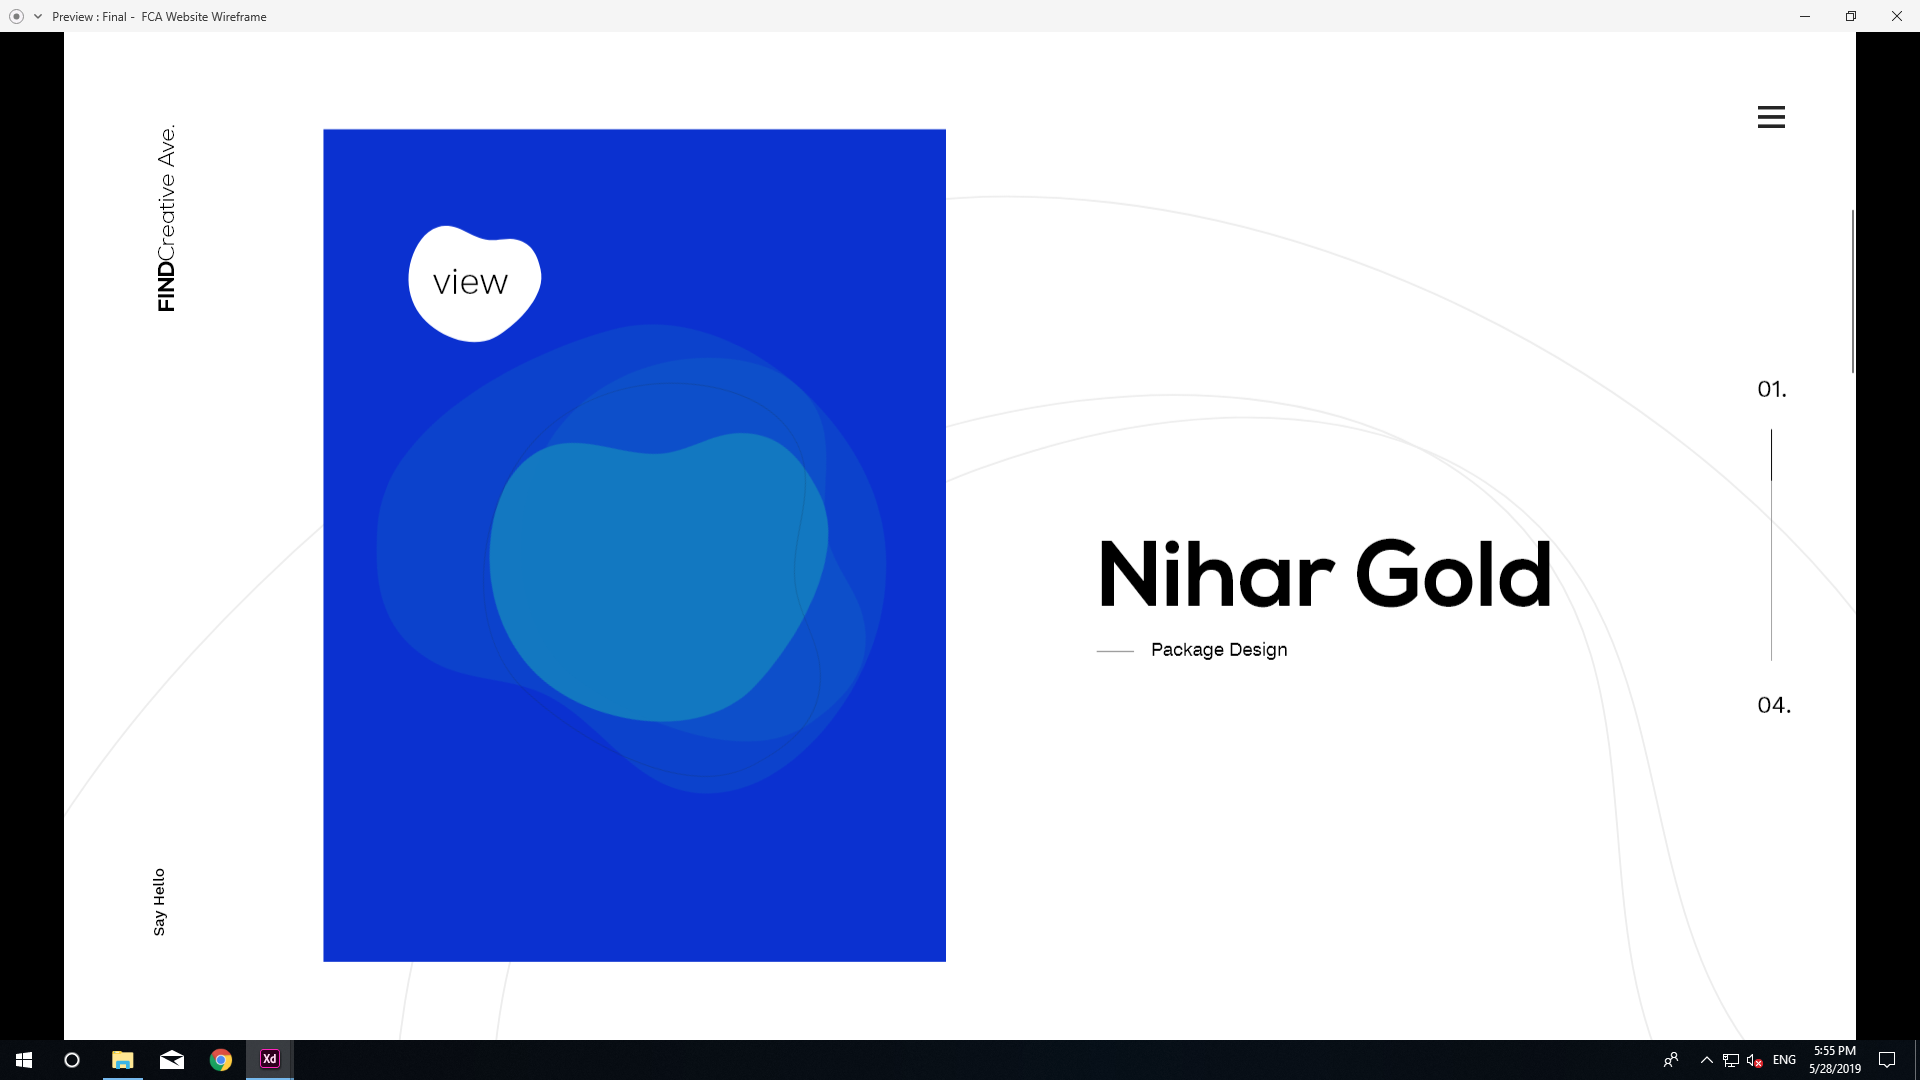 Preview : Final -  FCA Website Wireframe
FINDCreative Ave.
view
01.
Nihar Gold
Package Design
04.
Say Hello
Xd
ENG
5:55 PM
5/28/2019